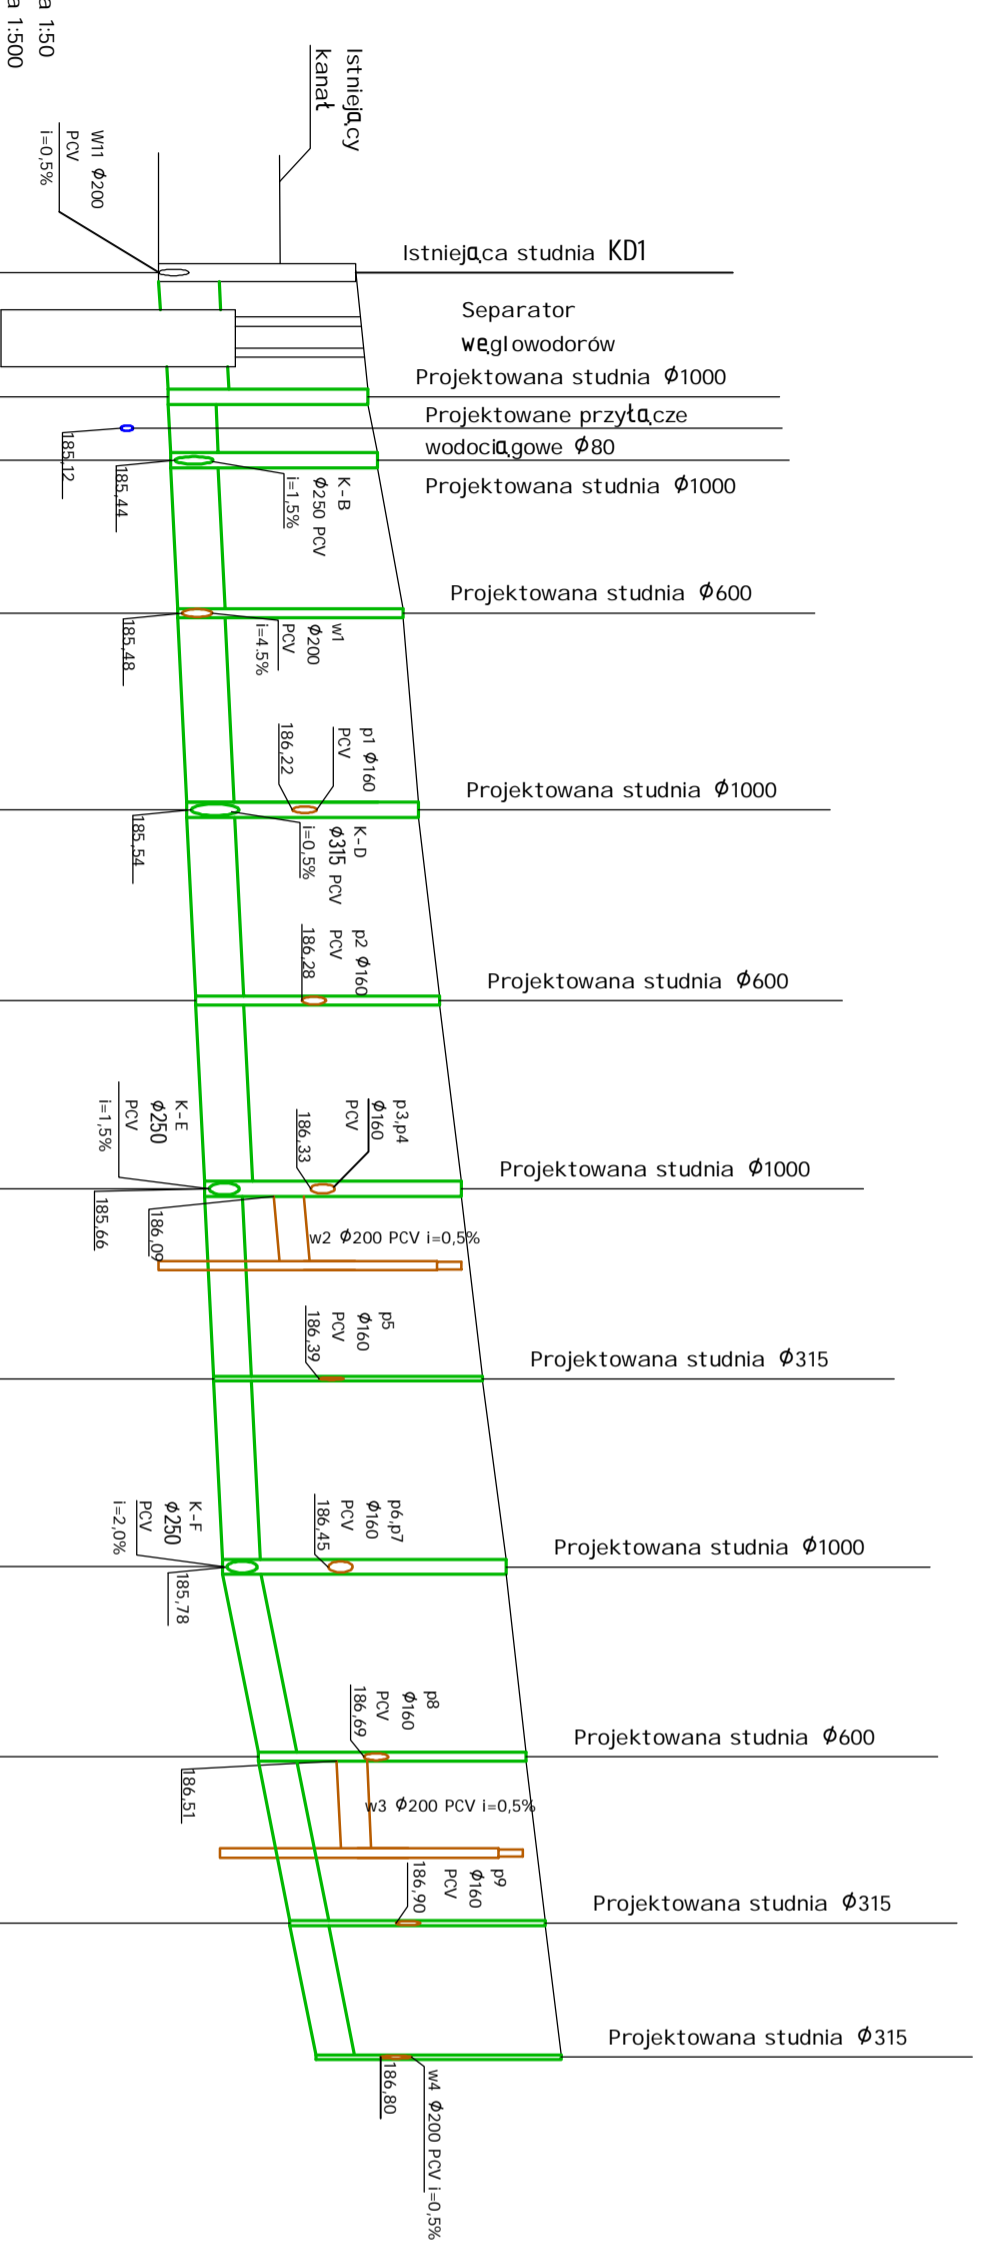 a 1:50
a 1:500
Istniejący
kanał
W11 Φ200
PCV
i=0,5%
Istniejąca studnia KD1
Separator
węglowodorów
Projektowana studnia Φ1000
Projektowane przyłącze
wodociągowe Φ80
185,12
185,44
Projektowana studnia Φ1000
K-B
Φ250 PCV
i=1,5%
Projektowana studnia Φ600
185,48
w1
Φ200
PCV
i=4.5%
p1 Φ160
PCV
186,22
Projektowana studnia Φ1000
185,54
K-D
Φ315 PCV
i=0,5%
p2 Φ160
PCV
186,28
Projektowana studnia Φ600
K-E
Φ250
PCV
i=1,5%
p3,p4
Φ160
PCV
186,33
Projektowana studnia Φ1000
185,66
186,09
w2 Φ200 PCV i=0,5%
p5
Φ160
PCV
186,39
Projektowana studnia Φ315
K-F
Φ250
PCV
i=2,0%
p6,p7
Φ160
PCV
186,45
Projektowana studnia Φ1000
185,78
p8
Φ160
PCV
186,69
Projektowana studnia Φ600
186,51
w3 Φ200 PCV i=0,5%
p9
Φ160
PCV
186,90
Projektowana studnia Φ315
Projektowana studnia Φ315
186,80
w4 Φ200 PCV i=0,5%